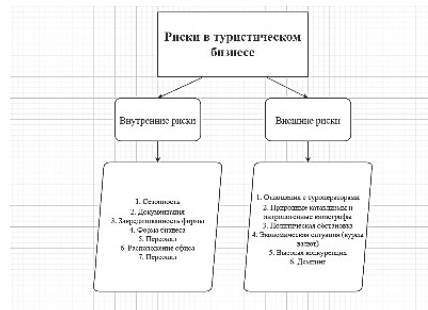 Риски в туристическом
бизнесе
Внутренние риски
Внешние риски
1. Сезонность
2. Документация
3. Закредитованность фирмы
4. Форма бизнеса
5. Персонал
6. Расположение офиса
7. Персонал
1. Отношения с туроператорами
2. Природные катаклизмы и
катастрофы
3. Политическая обстановка
4. Экономическая ситуация (курсы
валют)
5. Высокая конкуренция
6. Демпинг